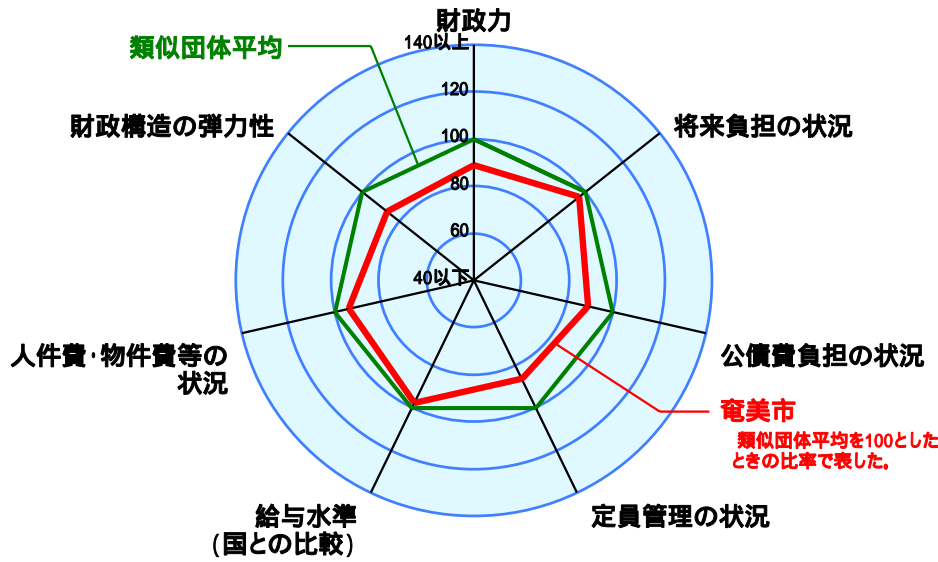 財政力
140以上
類似団体平均
120
財政構造の弾力性
将来負担の状況
100
80
60
40以下
人件費・物件費等の
状況
公債費負担の状況
奄美市
類似団体平均を100とした
ときの比率で表した。
給与水準
(国との比較)
定員管理の状況